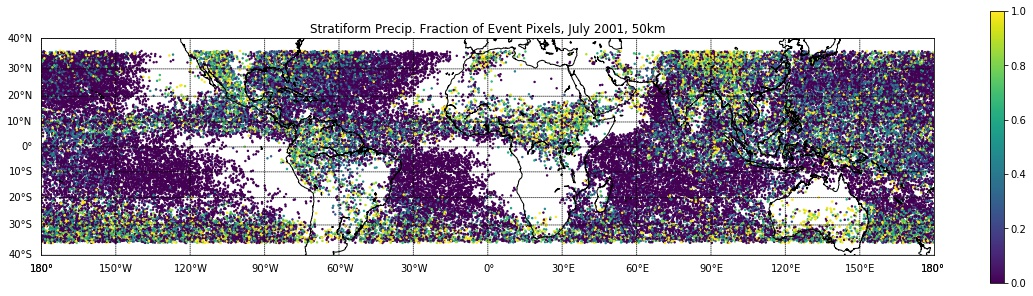 Stratiform Precip. Fraction of Event Pixels, July 2001, 50km
40°N
30°N
20°N
10°N
0°
10°S
20°S
30°S
40°S
180° 150°W 120°W 90°W 60°W 30°W 0° 30°E 60°E 90°E 120°E 150°E 180°
1.0
0.8
0.6
0.4
0.2
0.0